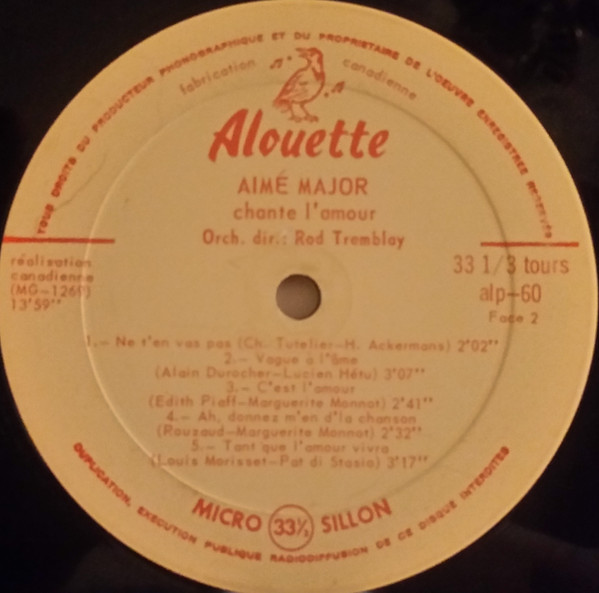 TOUS DROITS DU PRODUCTEUR PHONOGRAPHIQUE ET DU PROPRIETAIRE DE L'OEUVRE ENREGISTREE RESERVES
fabrication canadienne
Alouette
AIMÉ MAJOR
chante l'amour
Orch. dir.: Rod Tremblay
réalisation
canadienne
(MG-1269)
13'59"
33 1/3 tours
alp-60
Face 2
1.- Ne t'en vas pas (Ch. Tutelier-H. Ackermans) 2'02"
2.- Vague à l'âme
(Alain Durocher-Lucien Hétu) 3'07"
3.- C'est l'amour
(Edith Piaff-Marguerite Monnot) 2'41"
4.- Ah, donnez m'en d'la chanson
(Rouzaud-Marguerite Monnot) 2'32"
5.- Tant que l'amour vivra
(Louis Morisset-Pat di Stasio) 3'17"
MICRO 33⅓ SILLON
DUPLICATION, EXECUTION PUBLIQUE RADIODIFFUSION DE CE DISQUE INTERDITES